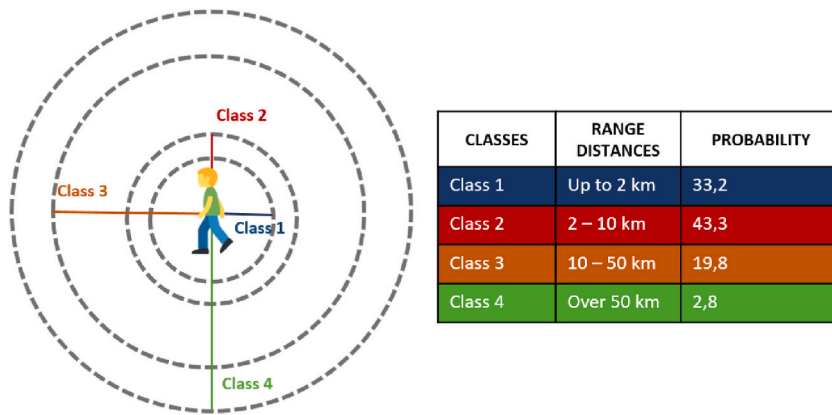 Class 2
Class 3
Class 1
Class 4
CLASSES RANGE DISTANCES PROBABILITY
Class 1 Up to 2 km 33,2
Class 2 2 – 10 km 43,3
Class 3 10 – 50 km 19,8
Class 4 Over 50 km 2,8